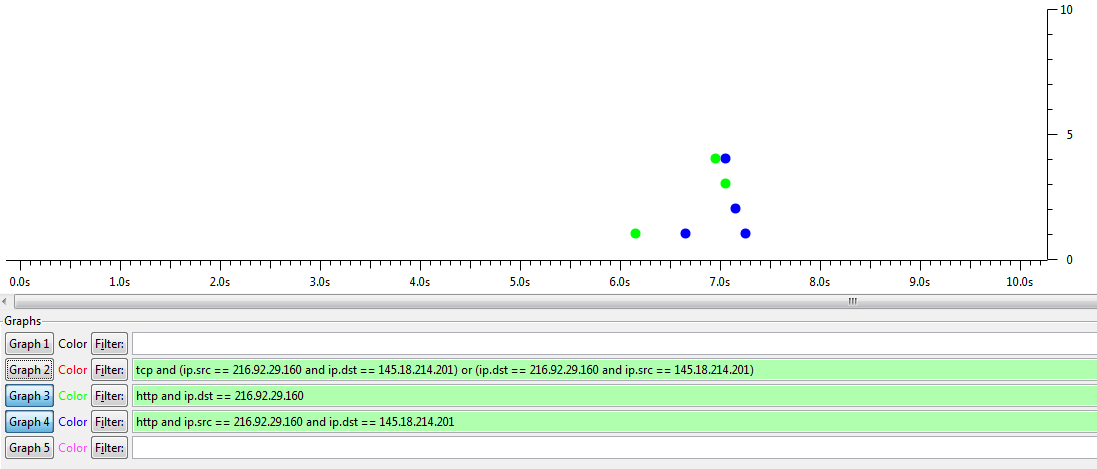 10
5
0
0.0s 1.0s 2.0s 3.0s 4.0s 5.0s 6.0s 7.0s 8.0s 9.0s 10.0s
Graphs
Graph 1 Color Filter:
Graph 2 Color Filter: tcp and (ip.src == 216.92.29.160 and ip.dst == 145.18.214.201) or (ip.dst == 216.92.29.160 and ip.src == 145.18.214.201)
Graph 3 Color Filter: http and ip.dst == 216.92.29.160
Graph 4 Color Filter: http and ip.src == 216.92.29.160 and ip.dst == 145.18.214.201
Graph 5 Color Filter: